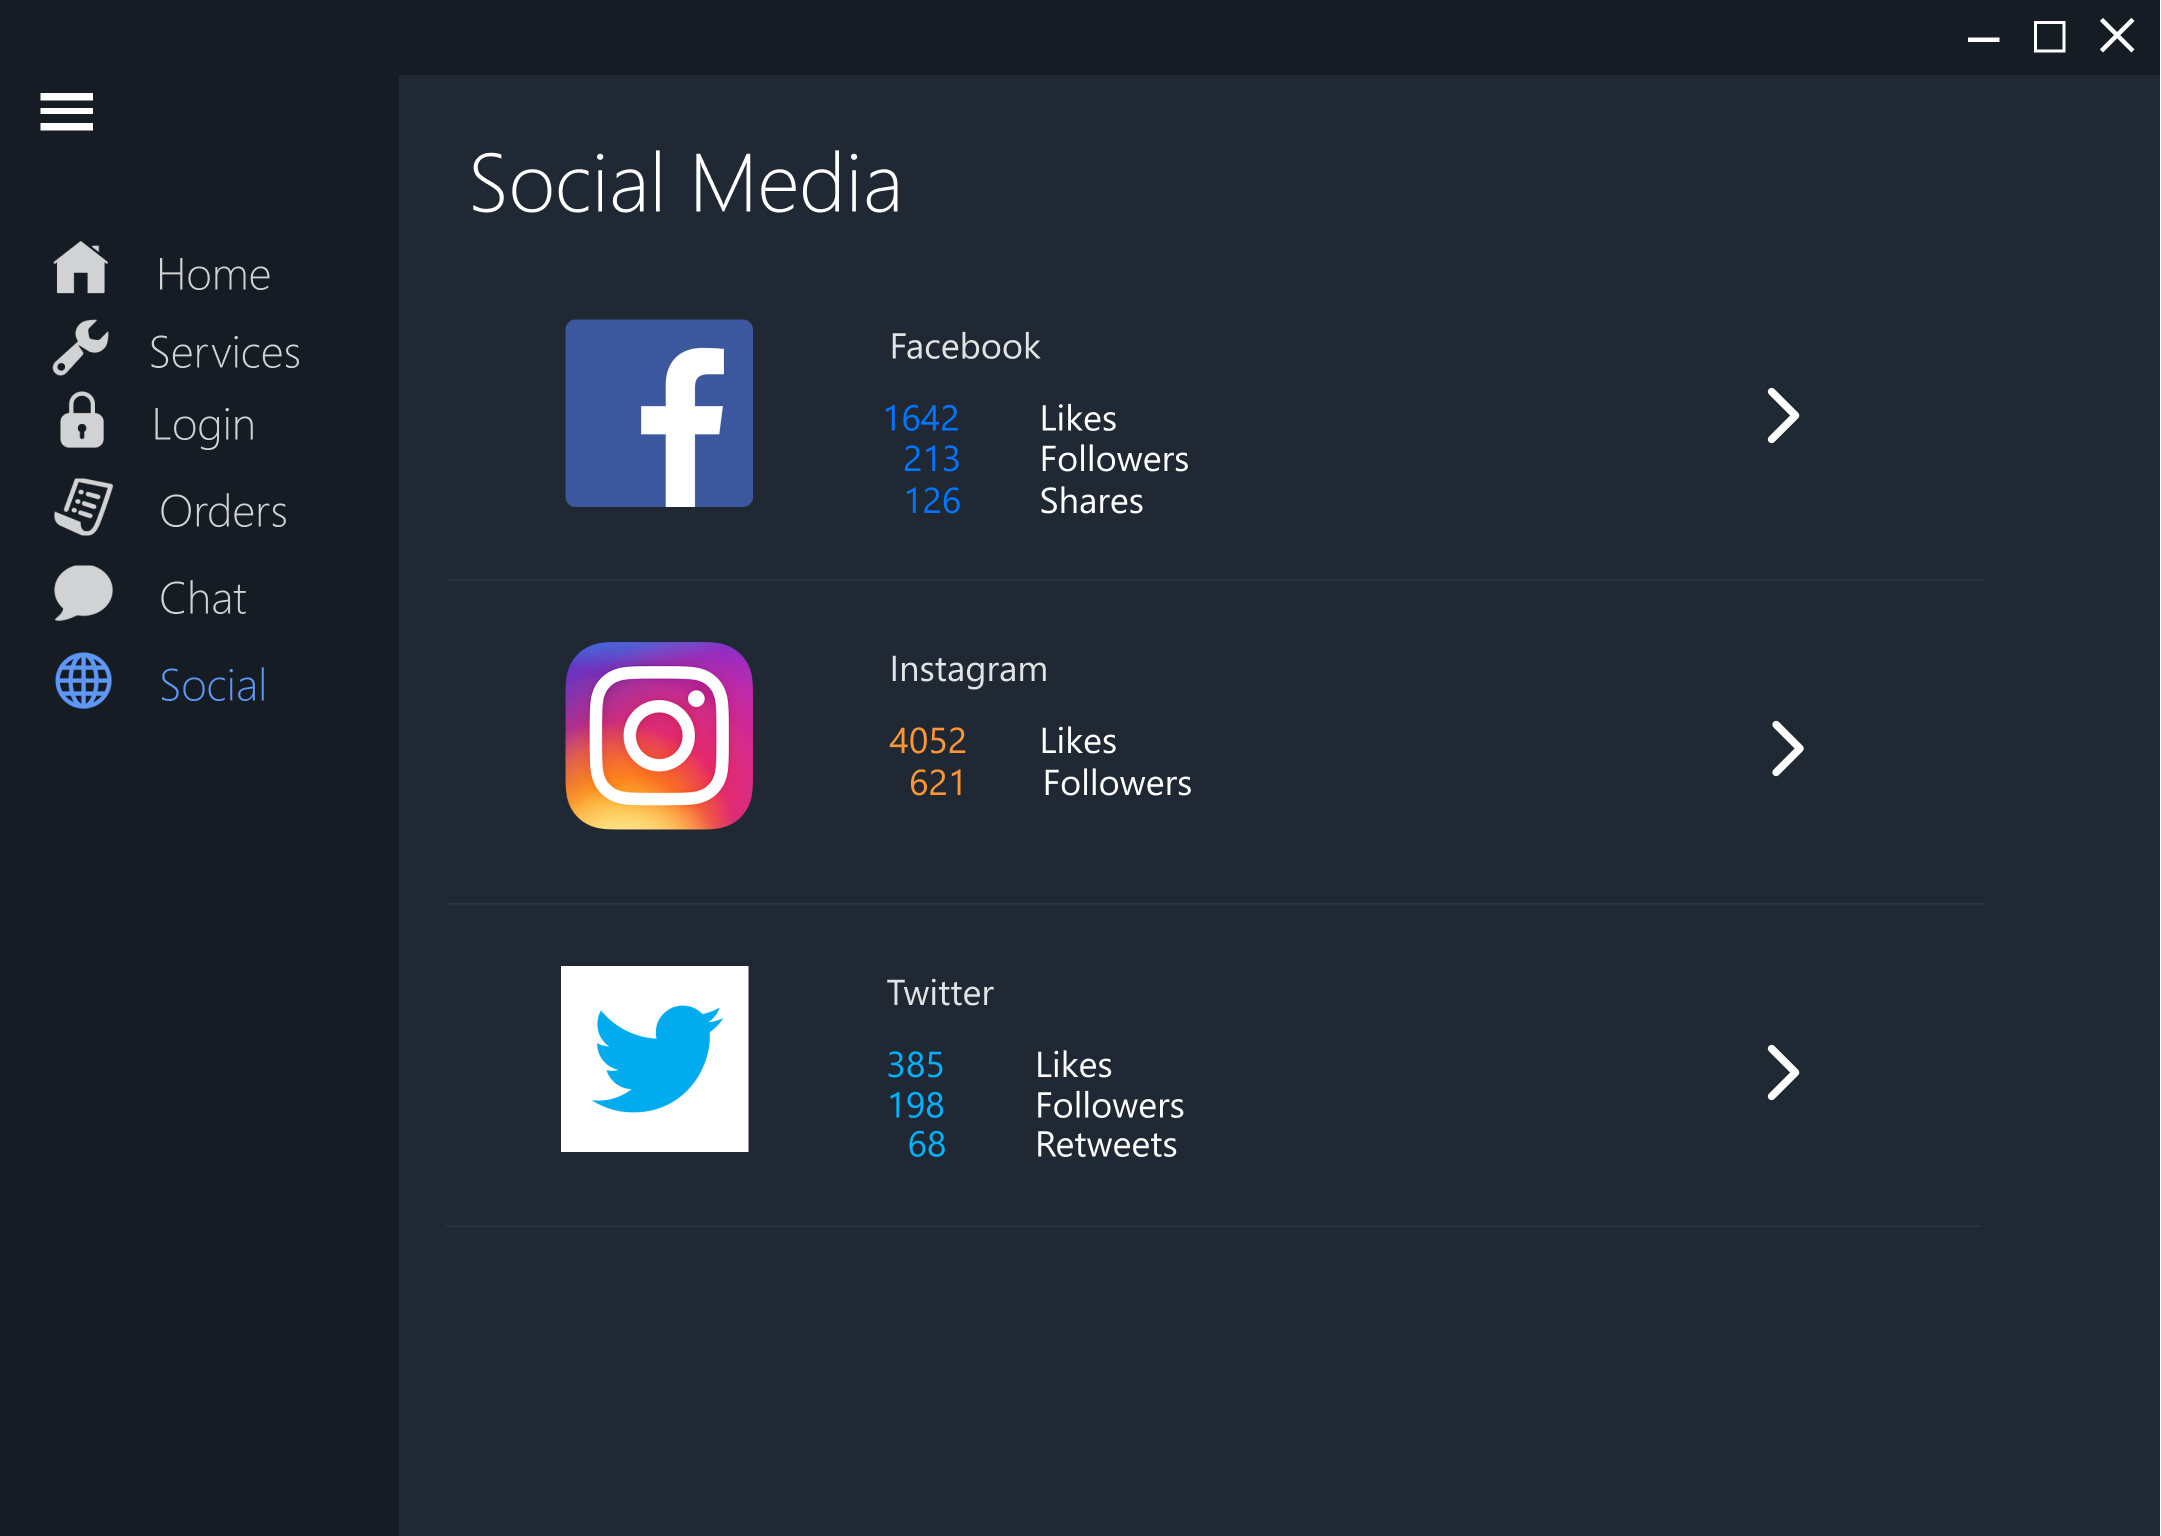 Social Media
Home
Services
Login
Orders
Chat
Social
Facebook
1642 Likes
213 Followers
126 Shares
Instagram
4052 Likes
621 Followers
Twitter
385 Likes
198 Followers
68 Retweets